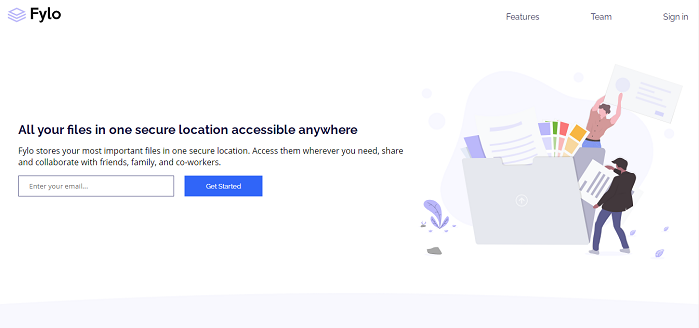 Fylo
Features
Team
Sign in
All your files in one secure location accessible anywhere
Fylo stores your most important files in one secure location. Access them wherever you need, share
and collaborate with friends, family, and co-workers.
Enter your email...
Get Started